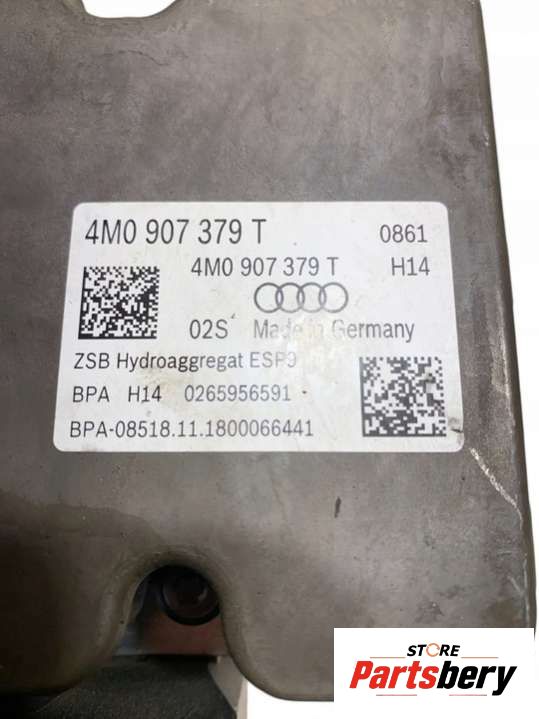 4M0 907 379 T 0861
4M0 907 379 T H14
02S Made in Germany
ZSB Hydroaggregat ESP9
BPA H14 0265956591
BPA-08518.11.1800066441
STORE
Partsbery